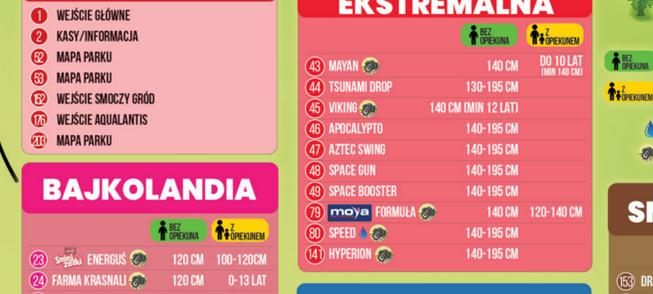 1 WEJŚCIE GŁÓWNE
2 KASY/INFORMACJA
52 MAPA PARKU
53 MAPA PARKU
152 WEJŚCIE SMOCZY GRÓD
176 WEJŚCIE AQUALANTIS
MAPA PARKU
BAJKOLANDIA
BEZ OPIEKUNA
Z OPIEKUNEM
23 ENERGUŚ 120 CM 100-120CM
24 FARMA KRASNALI 120 CM 0-13 LAT
EKSTREMALNA
BEZ OPIEKUNA
Z OPIEKUNEM
43 MAYAN 140 CM DO 10 LAT
(MIN 140 CM)
44 TSUNAMI DROP 130-195 CM
45 VIKING 140 CM (MIN 12 LAT)
46 APOCALYPTO 140-195 CM
47 AZTEC SWING 140-195 CM
48 SPACE GUN 140-195 CM
49 SPACE BOOSTER 140-195 CM
79 moya FORMUŁA 140 CM 120-140 CM
80 SPEED 140-195 CM
141 HYPERION 140-195 CM
BEZ
OPIEKUNA
Z
OPIEKUNEM
153